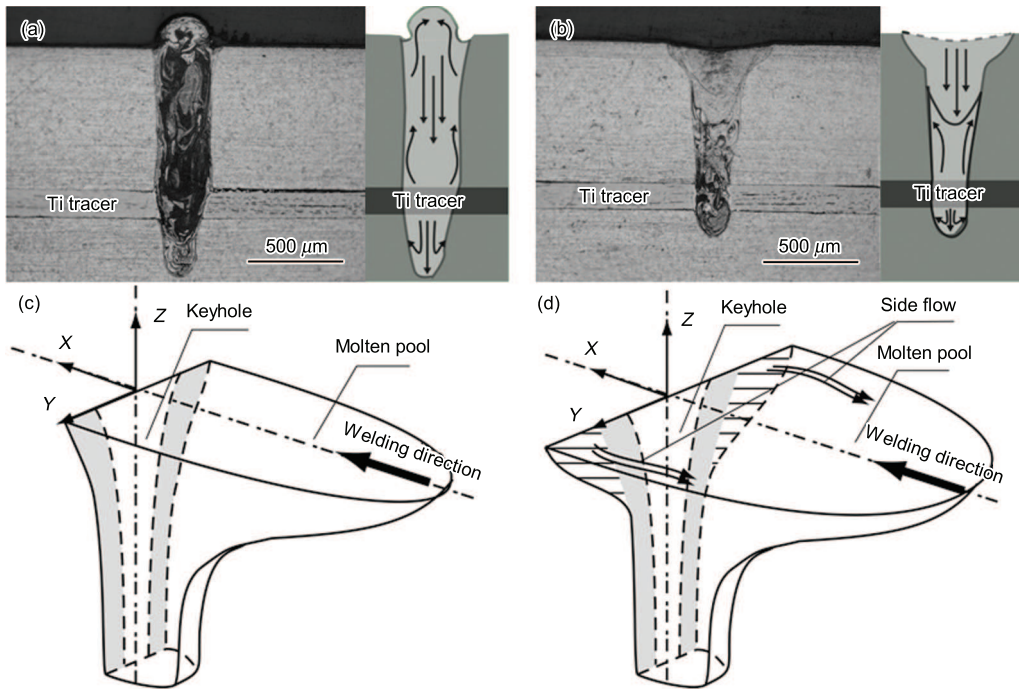 (a)
Ti tracer
500 μm
Ti tracer
(b)
Ti tracer
500 μm
Ti tracer
(c)
Z
Keyhole
X
Molten pool
Y
Welding direction
(d)
Z
Keyhole
Side flow
X
Molten pool
Y
Welding direction